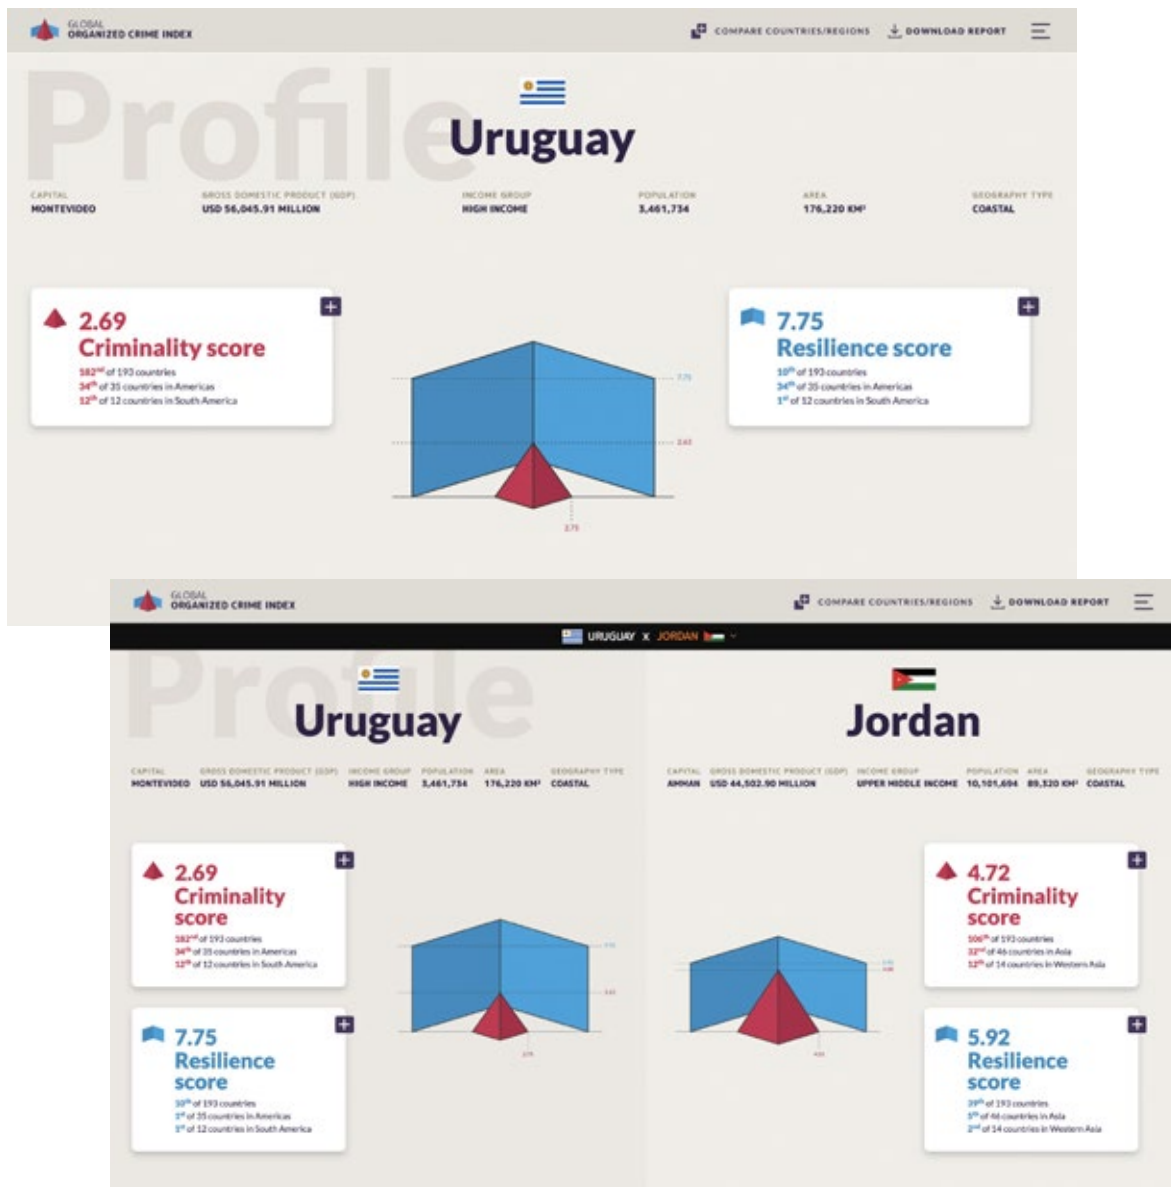 GLOBAL
ORGANIZED CRIME INDEX
COMPARE COUNTRIES/REGIONS
DOWNLOAD REPORT
Profile
Uruguay
CAPITAL
MONTEVIDEO
GROSS DOMESTIC PRODUCT (GDP)
USD 56,045.91 MILLION
INCOME GROUP
HIGH INCOME
POPULATION
3,461,734
AREA
176,220 KM²
GEOGRAPHY TYPE
COASTAL
2.69
Criminality score
182nd of 193 countries
34th of 35 countries in Americas
12th of 12 countries in South America
7.75
2.63
2.75
7.75
Resilience score
10th of 193 countries
34th of 35 countries in Americas
1st of 12 countries in South America
GLOBAL
ORGANIZED CRIME INDEX
COMPARE COUNTRIES/REGIONS
DOWNLOAD REPORT
URUGUAY X JORDAN
Profile
Uruguay
CAPITAL
MONTEVIDEO
GROSS DOMESTIC PRODUCT (GDP)
USD 56,045.91 MILLION
INCOME GROUP
HIGH INCOME
POPULATION
3,461,734
AREA
176,220 KM²
GEOGRAPHY TYPE
COASTAL
2.69
Criminality
score
182nd of 193 countries
34th of 35 countries in Americas
12th of 12 countries in South America
7.75
Resilience
score
10th of 193 countries
1st of 35 countries in Americas
1st of 12 countries in South America
7.75
2.63
2.75
Jordan
CAPITAL
AMMAN
GROSS DOMESTIC PRODUCT (GDP)
USD 44,502.90 MILLION
INCOME GROUP
UPPER MIDDLE INCOME
POPULATION
10,101,694
AREA
89,320 KM²
GEOGRAPHY TYPE
COASTAL
4.72
Criminality
score
106th of 193 countries
32nd of 46 countries in Asia
12th of 14 countries in Western Asia
5.92
Resilience
score
39th of 193 countries
5th of 46 countries in Asia
2nd of 14 countries in Western Asia